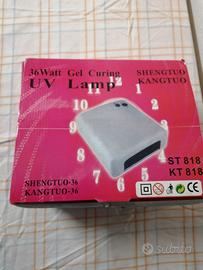 36Watt Gel Curing
UV Lamp
SHENGTUO
KANGTUO
12
11
1
10
2
9
3
8
4
7
6
5
ST 818
KT 818
SHENGTUO-36
KANGTUO-36
CE
subito